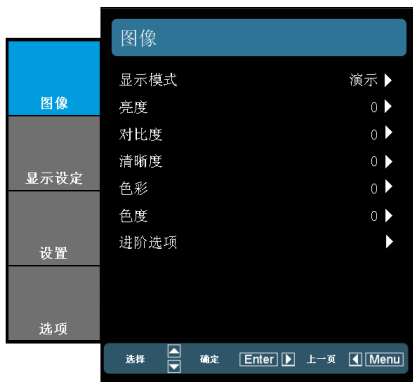 图像
显示模式 演示
亮度 0
对比度 0
清晰度 0
色彩 0
色度 0
进阶选项
图像
显示设定
设置
选项
选择 确定 Enter 上一页 Menu